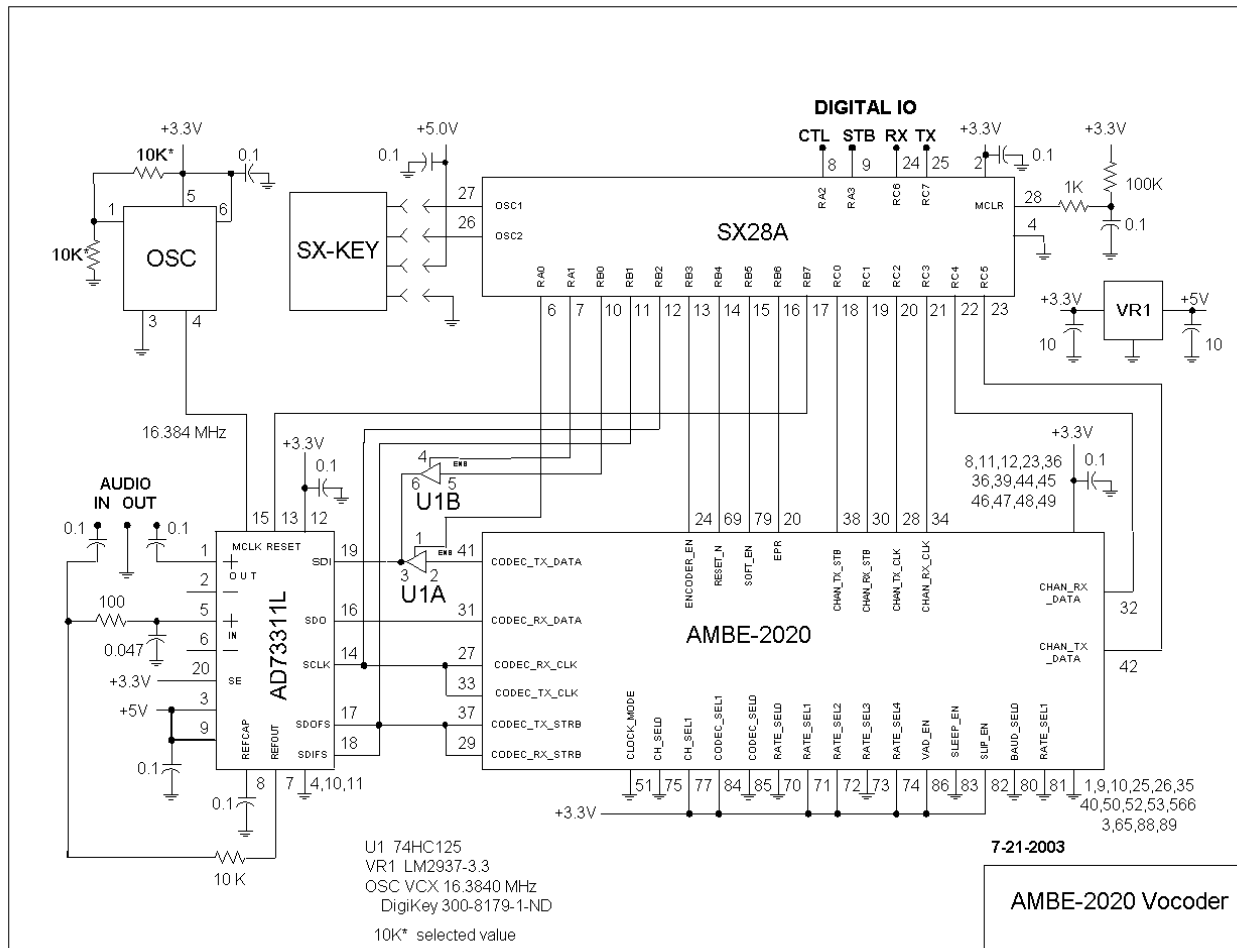 DIGITAL IO
CTL STB RX TX
+3.3V
10K*
0.1
5
1
6
10K*
OSC
3
4
16.384 MHz
+5.0V
0.1
SX-KEY
27
26
OSC1
OSC2
8
9
24
25
2
RA2
RA3
RC6
RC7
+3.3V
0.1
+3.3V
100K
1K
MCLR
28
4
0.1
SX28A
RA0
RA1
RB0
RB1
RB2
RB3
RB4
RB5
RB6
RB7
RC0
RC1
RC2
RC3
RC4
RC5
6
7
10
11
12
13
14
15
16
17
18
19
20
21
22
23
+3.3V
VR1
+5V
10
10
AUDIO
IN OUT
0.1
0.1
+3.3V
0.1
15
13
12
MCLK RESET
1
+
OUT
2
−
100
5
+
IN
0.047
6
−
20
SE
+3.3V
3
+5V
9
0.1
AD73311L
SDI
19
SDO
16
SCLK
14
SDOFS
17
SDIFS
18
REFCAP
REFOUT
8
7
4,10,11
0.1
10 K
4
ENB
6
5
U1B
1
ENB
3
2
U1A
41
CODEC_TX_DATA
31
CODEC_RX_DATA
27
CODEC_RX_CLK
33
CODEC_TX_CLK
37
CODEC_TX_STRB
29
CODEC_RX_STRB
24
69
79
20
38
30
28
34
ENCODER_EN
RESET_N
SOFT_EN
EPR
CHAN_TX_STB
CHAN_RX_STB
CHAN_TX_CLK
CHAN_RX_CLK
+3.3V
8,11,12,23,36
36,39,44,45
46,47,48,49
0.1
CHAN_RX
_DATA
32
CHAN_TX
_DATA
42
AMBE-2020
CLOCK_MODE
CH_SEL0
CH_SEL1
CODEC_SEL1
CODEC_SEL0
RATE_SEL0
RATE_SEL1
RATE_SEL2
RATE_SEL3
RATE_SEL4
VAD_EN
SLEEP_EN
SLIP_EN
BAUD_SEL0
RATE_SEL1
51
75
77
84
85
70
71
72
73
74
86
83
82
80
81
1,9,10,25,26,35
40,50,52,53,566
3,65,88,89
+3.3V
U1 74HC125
VR1 LM2937-3.3
OSC VCX 16.3840 MHz
DigiKey 300-8179-1-ND
10K* selected value
7-21-2003
AMBE-2020 Vocoder